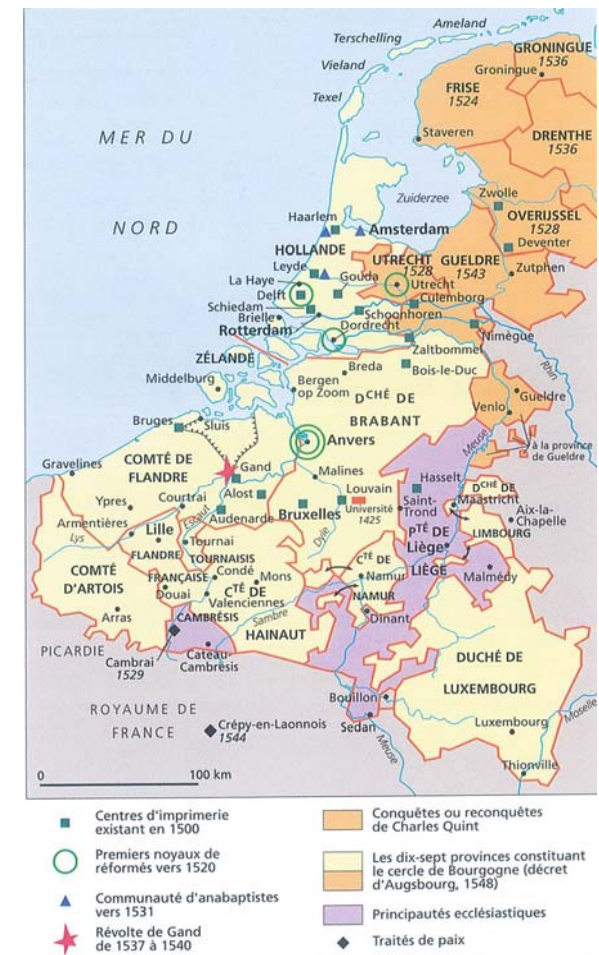 Ameland
Terschelling
Vieland
Texel
GRONINGUE
1536
Groningue
FRISE
1524
Staveren
DRENTHE
1536
MER DU
NORD
Zuiderzee
Zwolle
OVERIJSSEL
1528
Deventer
Haarlem
Amsterdam
HOLLANDE
UTRECHT
1528
GUELDRE
1543
Zutphen
Leyde
La Haye
Gouda
Utrecht
Delft
Culemborg
Schiedam
Schoonhoren
Brielle
Rotterdam
Dordrecht
Nimègue
Rhin
ZÉLANDE
Zaltbommel
Bois-le-Duc
Breda
Middelburg
Bergen
op Zoom
DCHÉ DE
BRABANT
Gueldre
Venlo
Meuse
à la province
de Gueldre
Bruges
Sluis
Anvers
Gravelines
COMTÉ DE
FLANDRE
Gand
Malines
Hasselt
DCHÉ DE
Maastricht
LIMBOURG
Aix-la-
Chapelle
Ypres
Courtrai
Alost
Louvain
Université
1425
Saint-
Trond
Armentières
Escaut
Audenarde
Bruxelles
Dyle
PTÉ DE
Liège
LIÈGE
Lys
Lille
FLANDRE
FRANÇAISE
Tournai
TOURNAISIS
COMTÉ
D'ARTOIS
Condé
Mons
CTÉ DE
Namur
NAMUR
Malmédy
Douai
CTÉ DE
Valenciennes
HAINAUT
Arras
CAMBRÉSIS
Sambre
Dinant
PICARDIE
Cambrai
1529
Cateau-
Cambrésis
DUCHÉ DE
LUXEMBOURG
ROYAUME DE
FRANCE
Bouillon
Sedan
Meuse
Luxembourg
Moselle
Crépy-en-Laonnois
1544
Thionville
0 100 km
Centres d'imprimerie
existant en 1500
Premiers noyaux de
réformés vers 1520
Communauté d'anabaptistes
vers 1531
Révolte de Gand
de 1537 à 1540
Conquêtes ou reconquêtes
de Charles Quint
Les dix-sept provinces constituant
le cercle de Bourgogne (décret
d'Augsbourg, 1548)
Principautés ecclésiastiques
Traités de paix